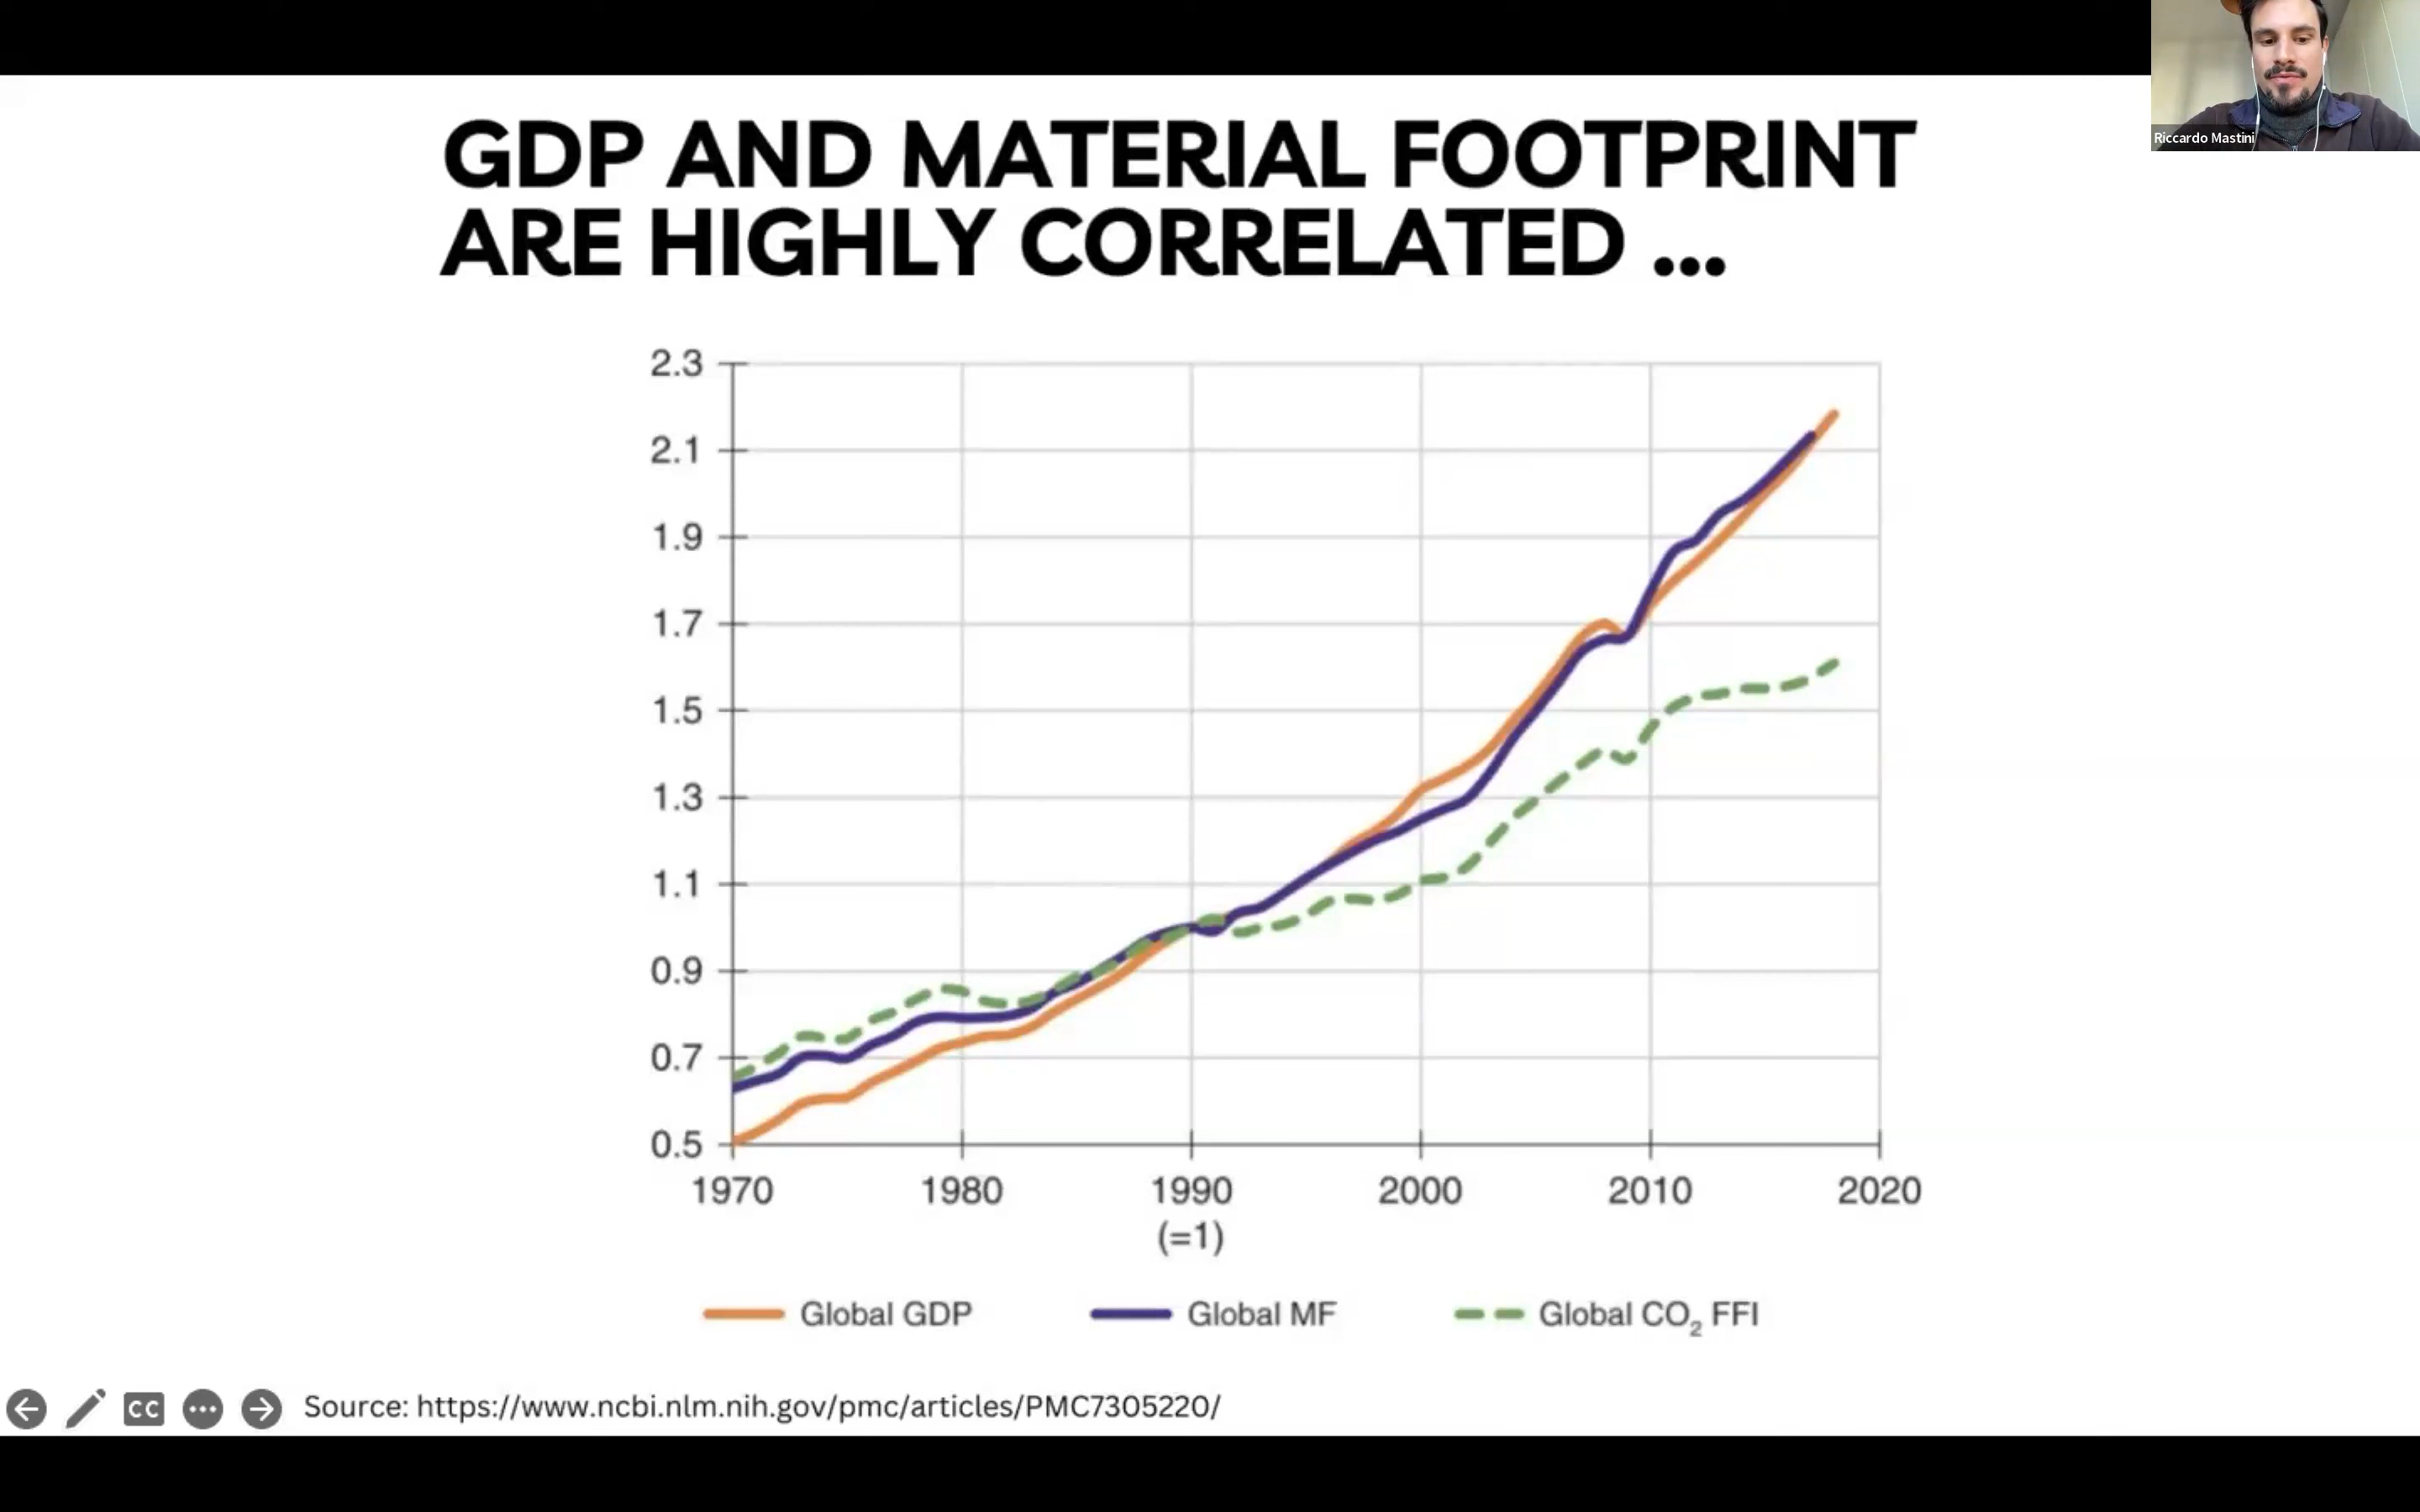 Riccardo Mastini
GDP AND MATERIAL FOOTPRINT
ARE HIGHLY CORRELATED ...
2.3
2.1
1.9
1.7
1.5
1.3
1.1
0.9
0.7
0.5
1970 1980 1990 2000 2010 2020
(=1)
Global GDP Global MF Global CO₂ FFI
CC Source: https://www.ncbi.nlm.nih.gov/pmc/articles/PMC7305220/